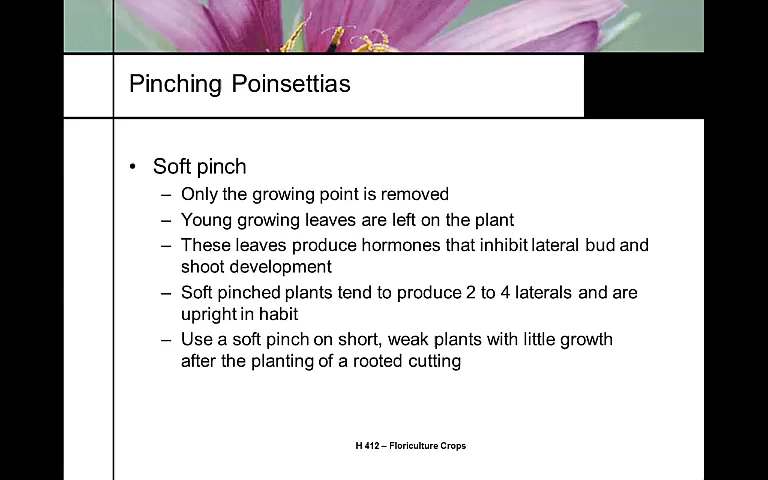 Pinching Poinsettias
• Soft pinch
– Only the growing point is removed
– Young growing leaves are left on the plant
– These leaves produce hormones that inhibit lateral bud and
shoot development
– Soft pinched plants tend to produce 2 to 4 laterals and are
upright in habit
– Use a soft pinch on short, weak plants with little growth
after the planting of a rooted cutting
H 412 – Floriculture Crops